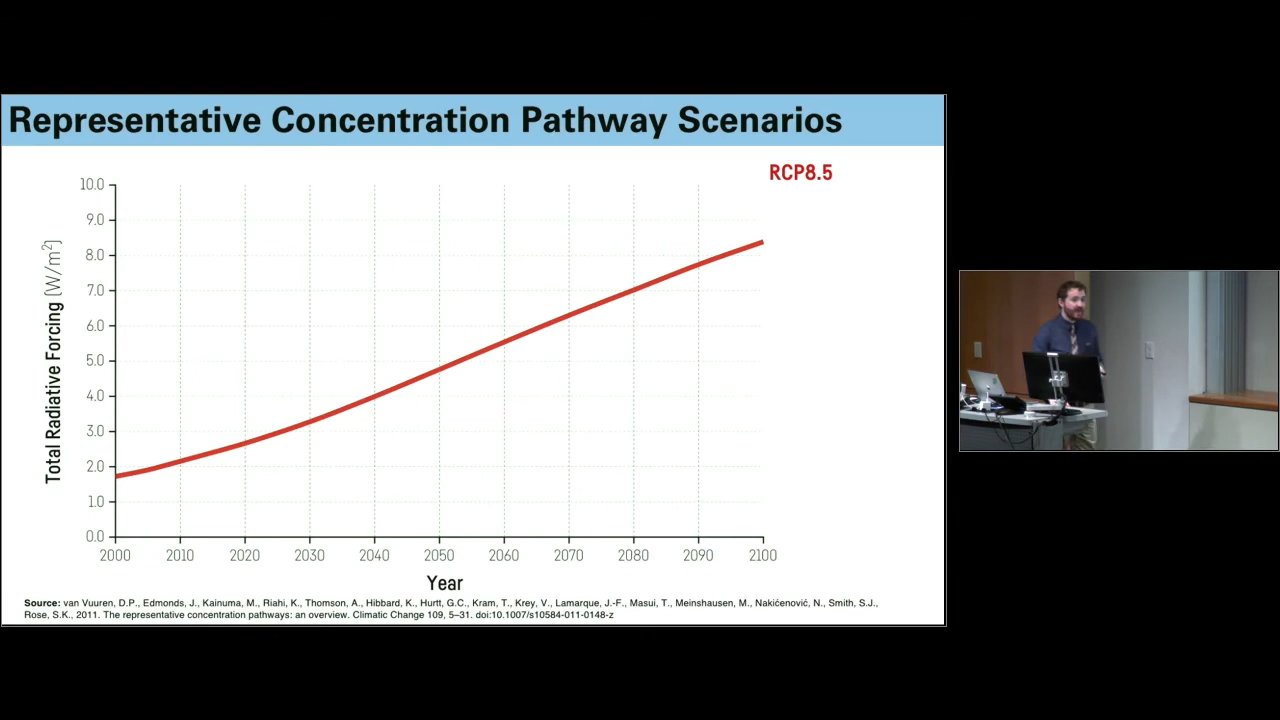 Representative Concentration Pathway Scenarios
RCP8.5
Total Radiative Forcing (W/m²)
10.0
9.0
8.0
7.0
6.0
5.0
4.0
3.0
2.0
1.0
0.0
2000 2010 2020 2030 2040 2050 2060 2070 2080 2090 2100
Year
Source: van Vuuren, D.P., Edmonds, J., Kainuma, M., Riahi, K., Thomson, A., Hibbard, K., Hurtt, G.C., Kram, T., Krey, V., Lamarque, J.-F., Masui, T., Meinshausen, M., Nakićenović, N., Smith, S.J.,
Rose, S.K., 2011. The representative concentration pathways: an overview. Climatic Change 109, 5–31. doi:10.1007/s10584-011-0148-z